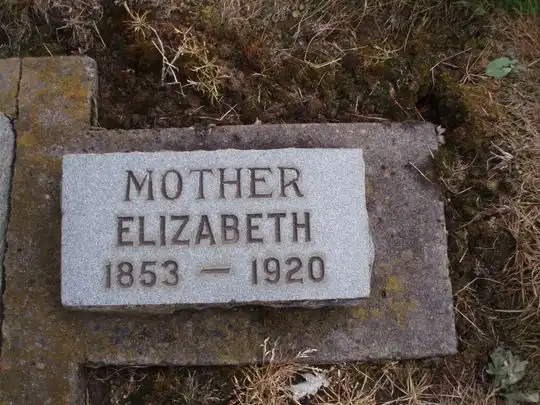 MOTHER
ELIZABETH
1853 — 1920